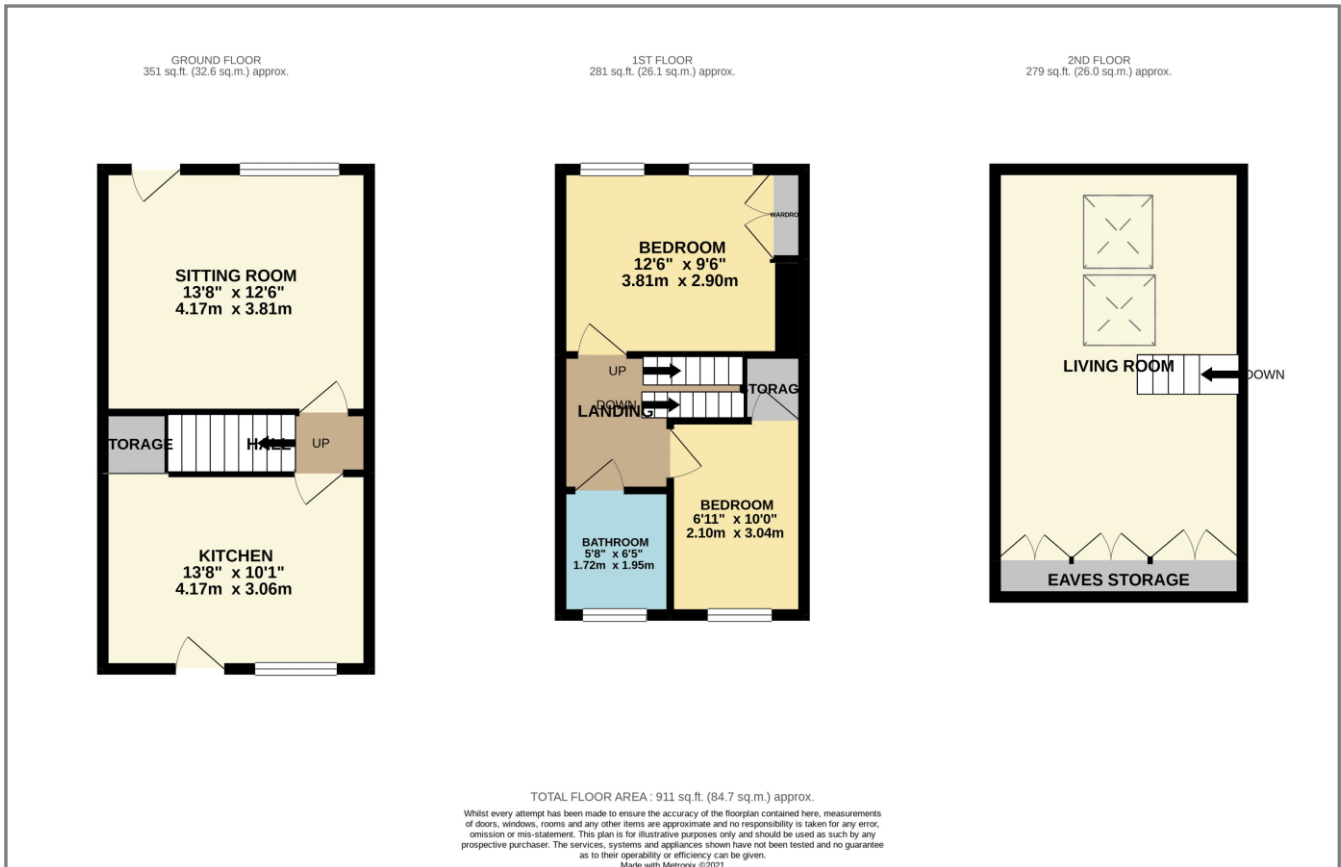 GROUND FLOOR
351 sq.ft. (32.6 sq.m.) approx.
1ST FLOOR
281 sq.ft. (26.1 sq.m.) approx.
2ND FLOOR
279 sq.ft. (26.0 sq.m.) approx.
SITTING ROOM
13'8" x 12'6"
4.17m x 3.81m
TORAGE
HALL
UP
KITCHEN
13'8" x 10'1"
4.17m x 3.06m
BEDROOM
12'6" x 9'6"
3.81m x 2.90m
WARDRO
UP
DOWN
LANDING
TORAG
BEDROOM
6'11" x 10'0"
2.10m x 3.04m
BATHROOM
5'8" x 6'5"
1.72m x 1.95m
LIVING ROOM
DOWN
EAVES STORAGE
TOTAL FLOOR AREA : 911 sq.ft. (84.7 sq.m.) approx.
Whilst every attempt has been made to ensure the accuracy of the floorplan contained here, measurements
of doors, windows, rooms and any other items are approximate and no responsibility is taken for any error,
omission or mis-statement. This plan is for illustrative purposes only and should be used as such by any
prospective purchaser. The services, systems and appliances shown have not been tested and no guarantee
as to their operability or efficiency can be given.
Made with Metropix ©2021